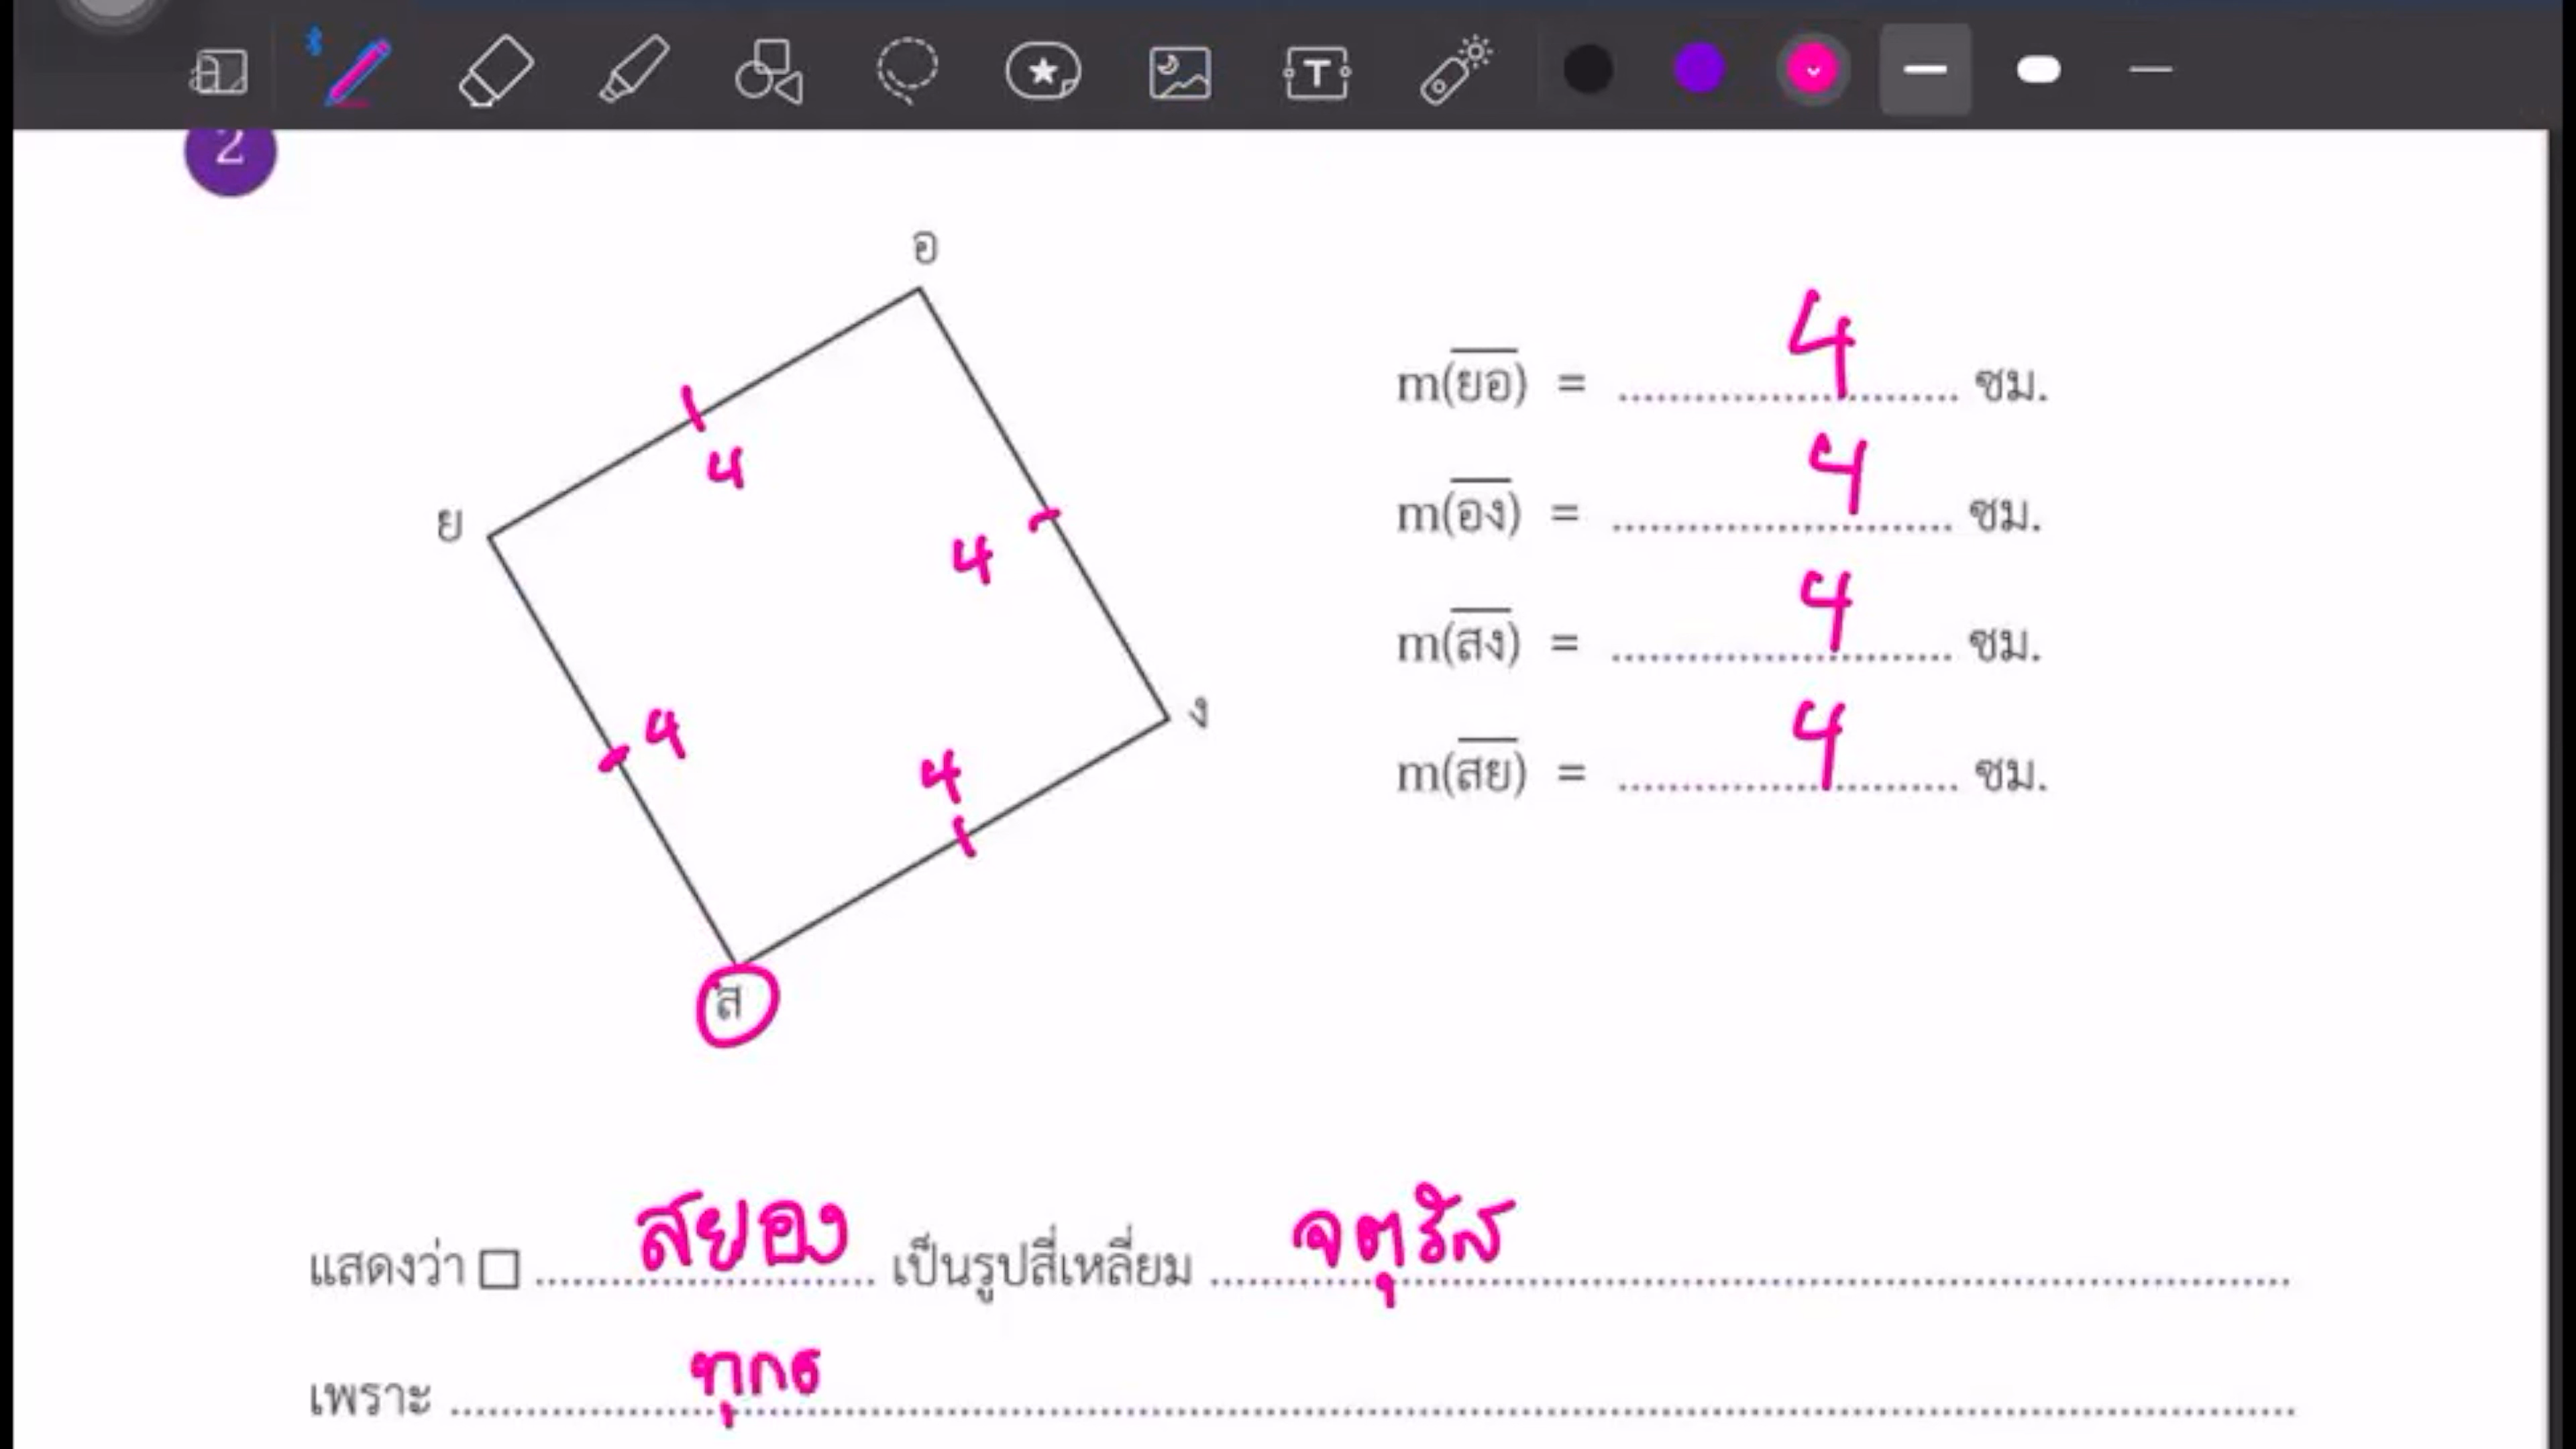 2
อ
4
m(ยอ) = 4 ซม.
4
m(อง) = 4 ซม.
ย
4
m(สง) = 4 ซม.
ง
4
m(สย) = 4 ซม.
4
ส
แสดงว่า □ สยอง เป็นรูปสี่เหลี่ยม จตุรัส
เพราะ ทุก